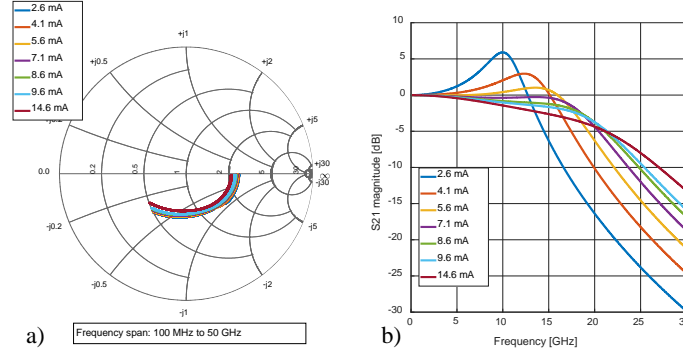 2.6 mA
4.1 mA
5.6 mA
7.1 mA
8.6 mA
9.6 mA
14.6 mA
+j1
+j0.5
+j2
+j0.2
+j5
0.0
0.2
0.5
1
2
5
+j30
-j30
∞
-j0.2
-j5
-j0.5
-j2
-j1
Frequency span: 100 MHz to 50 GHz
a)
10
5
0
-5
-10
-15
-20
-25
-30
S21 magnitude [dB]
2.6 mA
4.1 mA
5.6 mA
7.1 mA
8.6 mA
9.6 mA
14.6 mA
0 5 10 15 20 25 30
Frequency [GHz]
b)